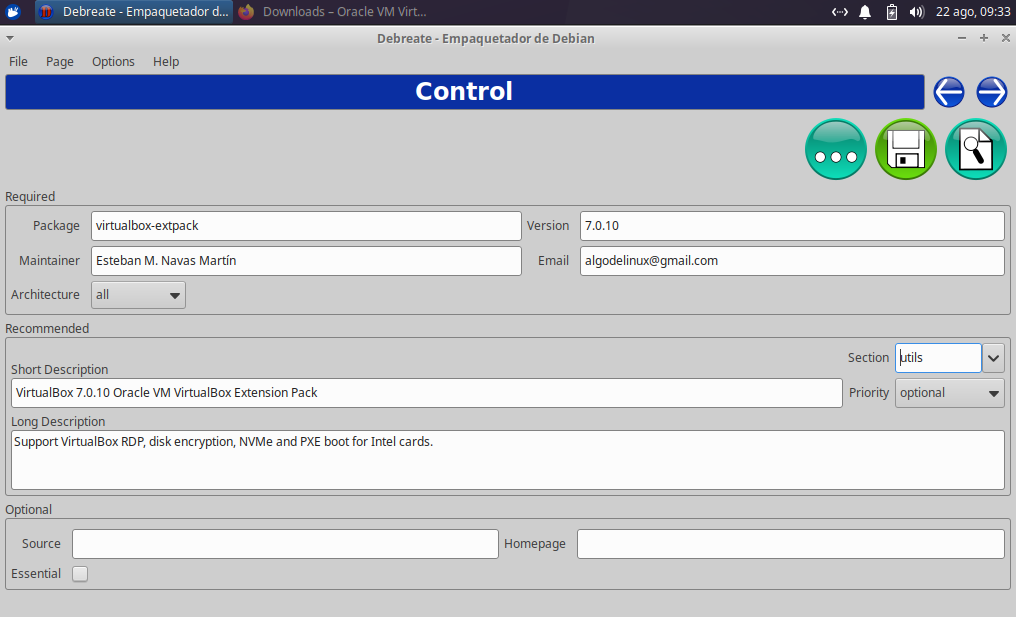 Debreate - Empaquetador d... Downloads – Oracle VM Virt... 22 ago, 09:33
Debreate - Empaquetador de Debian
File Page Options Help
Control
Required
Package virtualbox-extpack Version 7.0.10
Maintainer Esteban M. Navas Martín Email algodelinux@gmail.com
Architecture all
Recommended
Section utils
Short Description
VirtualBox 7.0.10 Oracle VM VirtualBox Extension Pack Priority optional
Long Description
Support VirtualBox RDP, disk encryption, NVMe and PXE boot for Intel cards.
Optional
Source Homepage
Essential